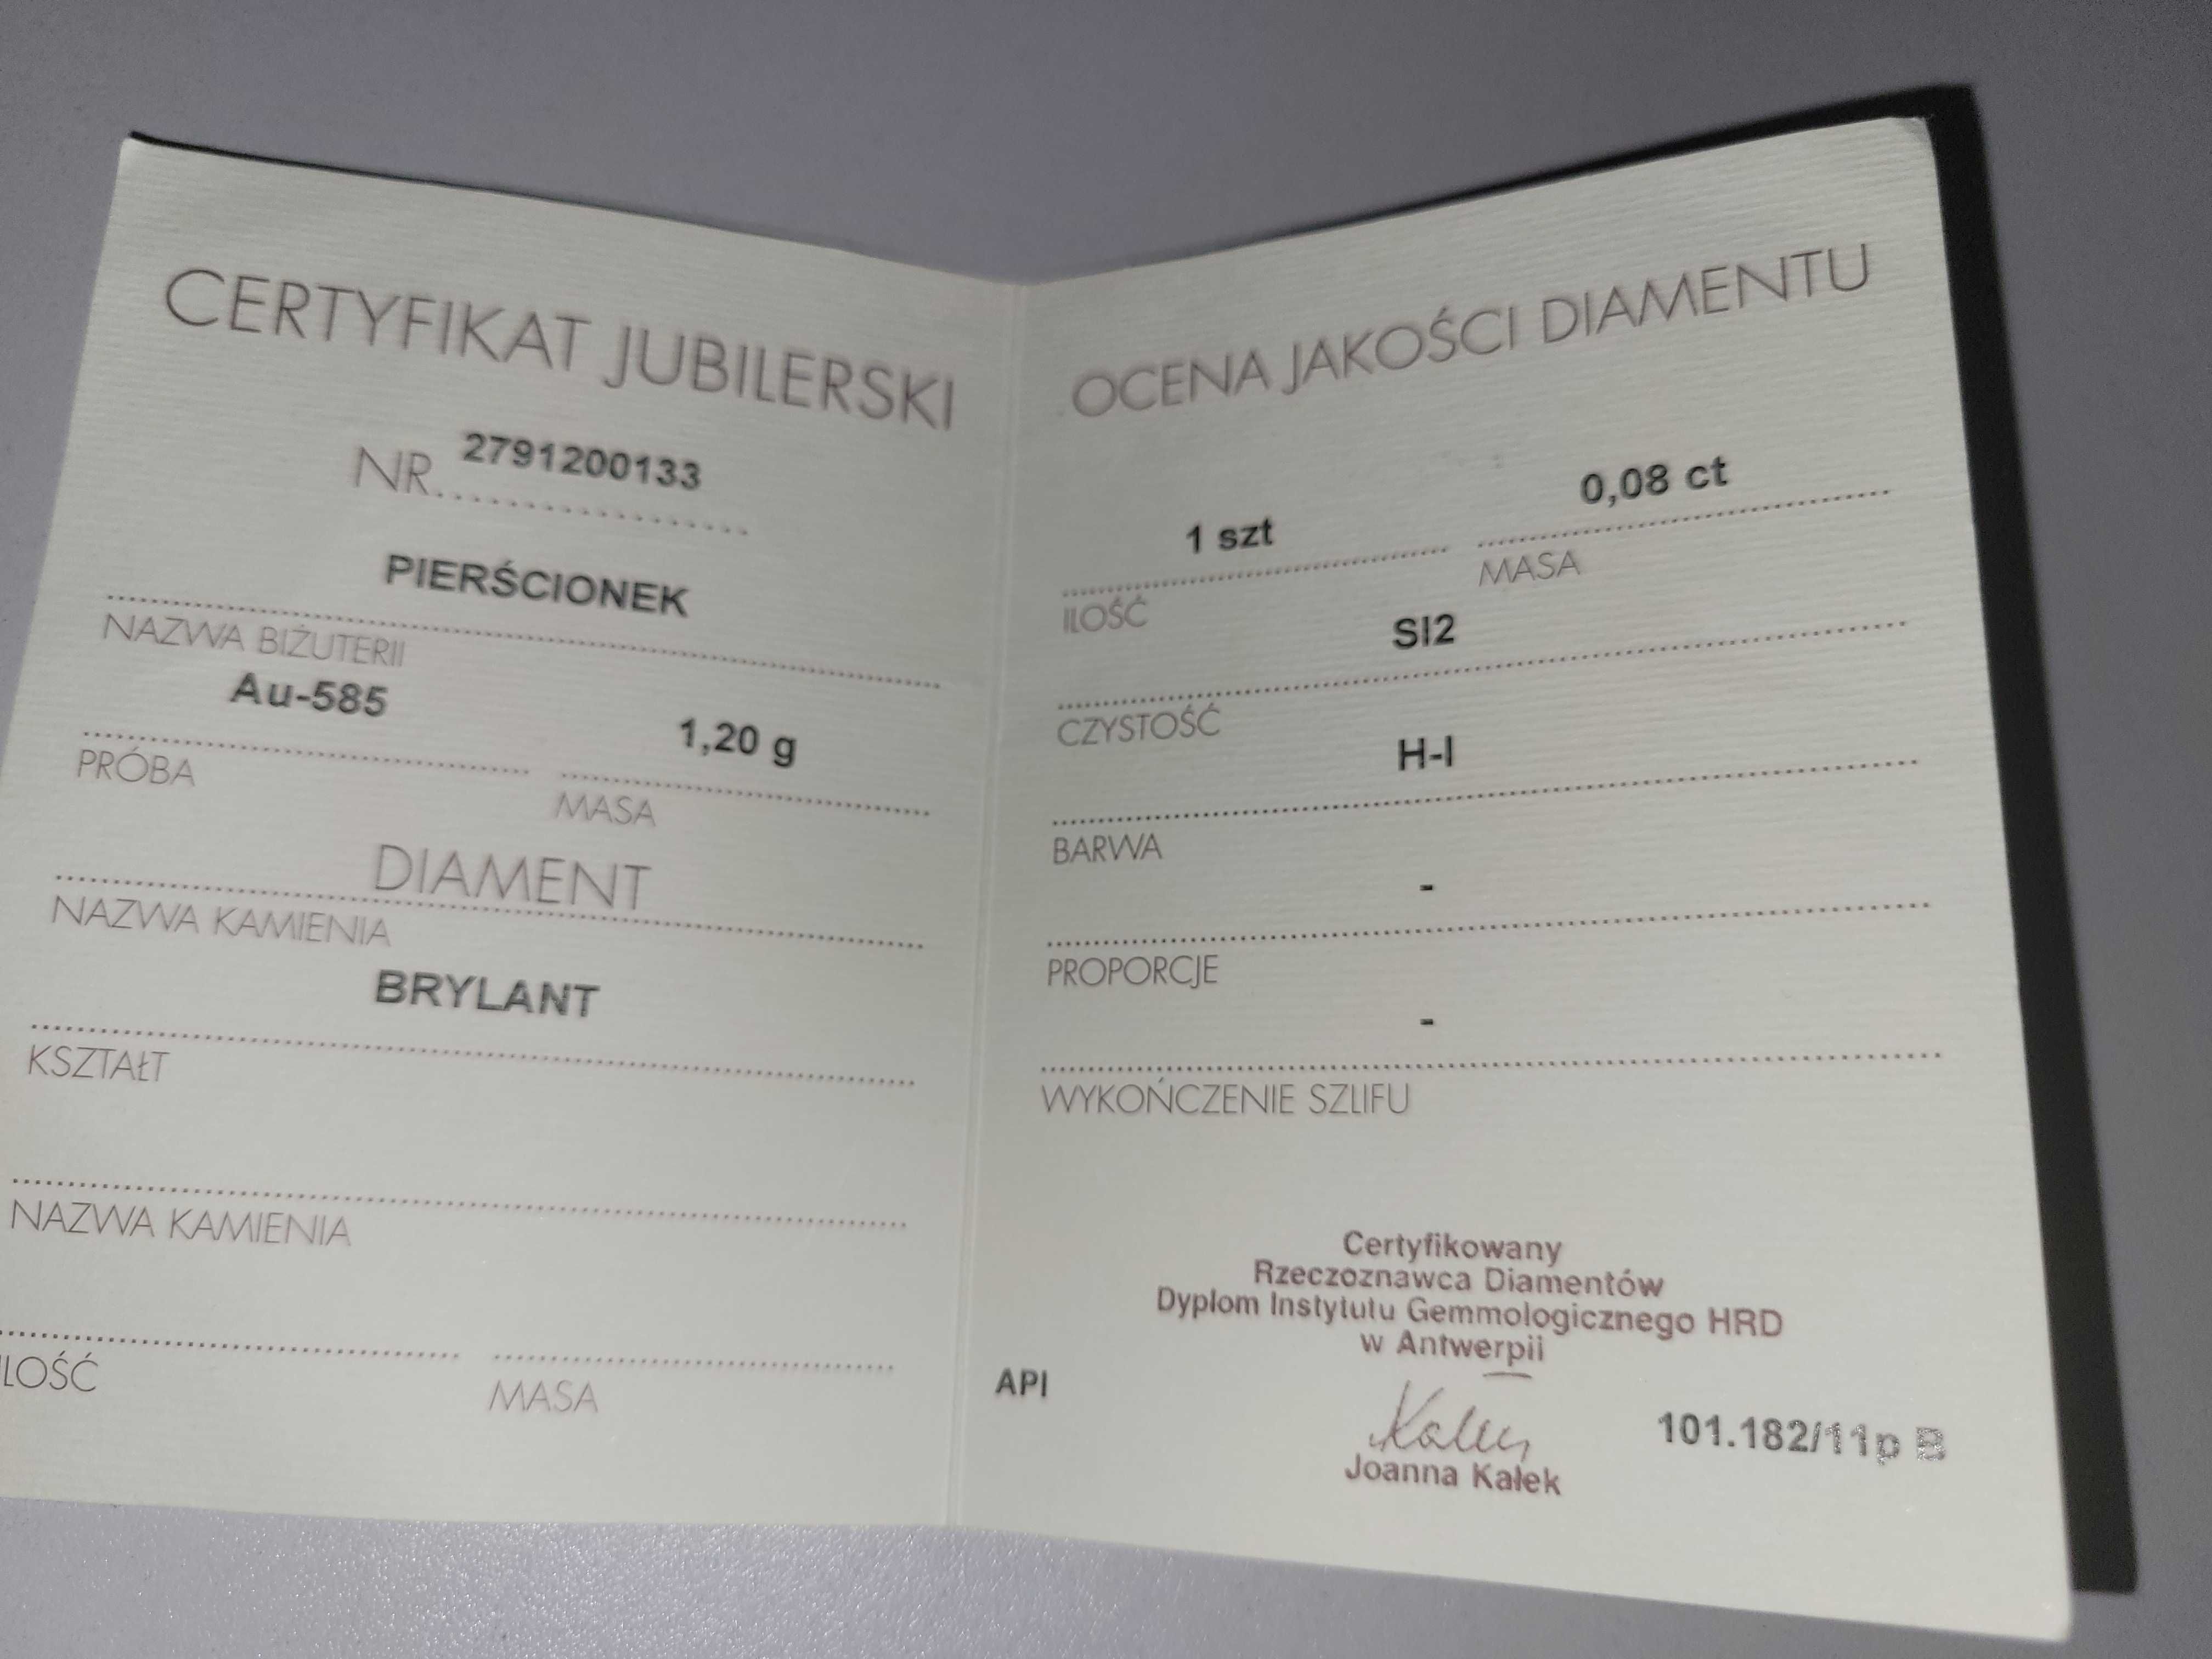 CERTYFIKAT JUBILERSKI
NR. 2791200133
PIERŚCIONEK
NAZWA BIŻUTERII
Au-585 1,20 g
PRÓBA MASA
DIAMENT
NAZWA KAMIENIA
BRYLANT
KSZTAŁT
NAZWA KAMIENIA
ILOŚĆ MASA
OCENA JAKOŚCI DIAMENTU
1 szt 0,08 ct
ILOŚĆ MASA
SI2
CZYSTOŚĆ
H-I
BARWA
-
PROPORCJE
-
WYKOŃCZENIE SZLIFU
Certyfikowany
Rzeczoznawca Diamentów
Dyplom Instytutu Gemmologicznego HRD
w Antwerpii
API
Kałek
Joanna Kałek
101.182/11p B